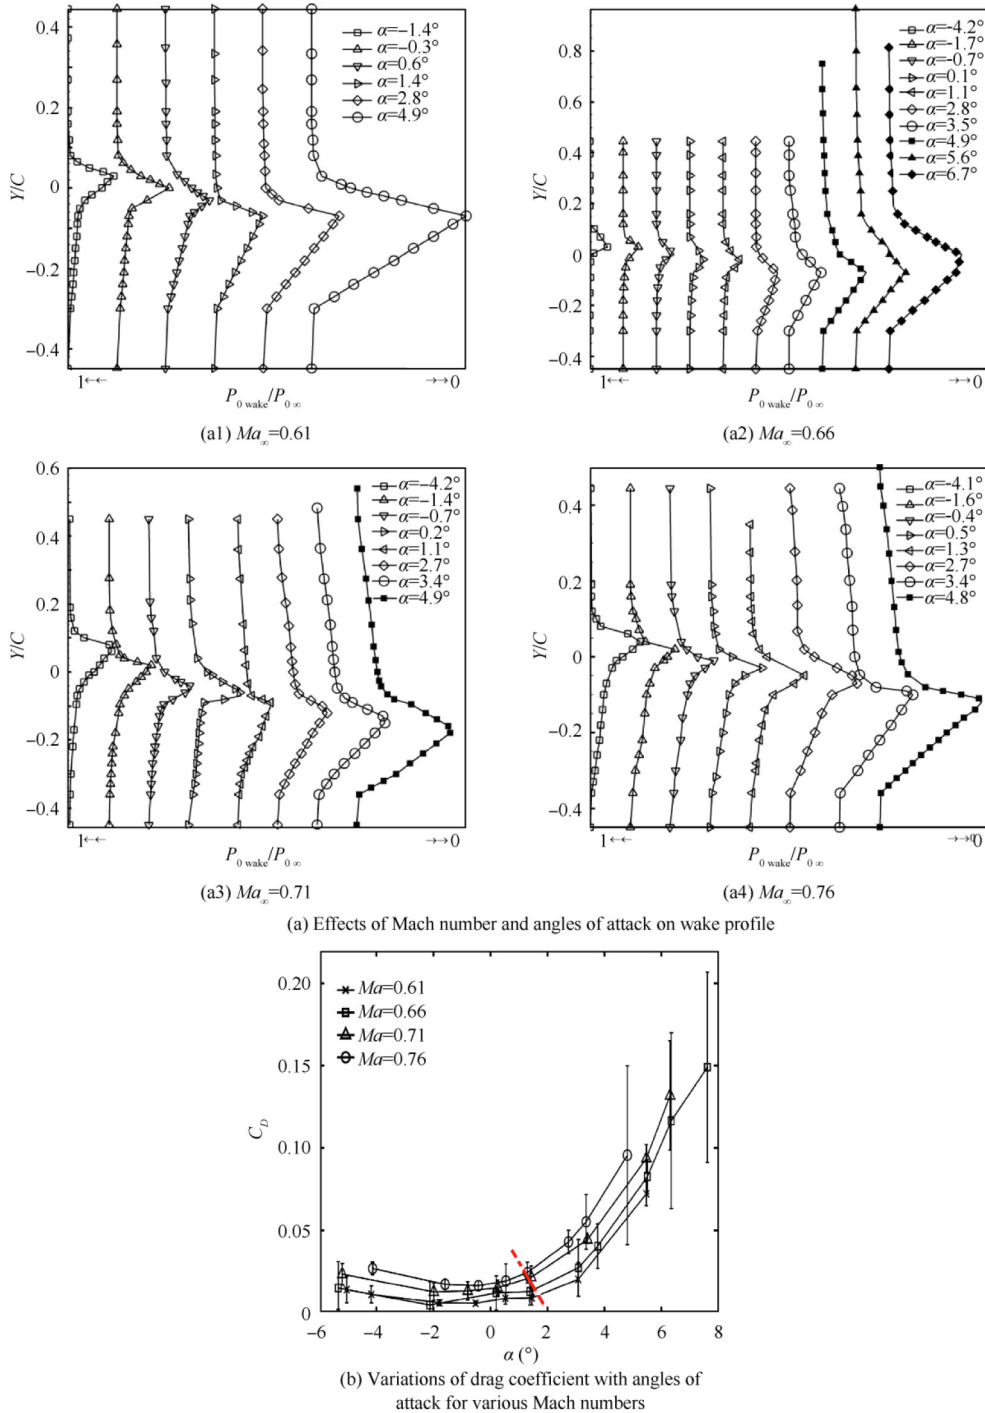 0.4
0.2
0
−0.2
−0.4
Y/C
α=−1.4°
α=−0.3°
α=0.6°
α=1.4°
α=2.8°
α=4.9°
1←← →→0
P0 wake/P0 ∞
(a1) Ma∞=0.61
0.8
0.6
0.4
0.2
0
−0.2
−0.4
Y/C
α=-4.2°
α=-1.7°
α=-0.7°
α=0.1°
α=1.1°
α=2.8°
α=3.5°
α=4.9°
α=5.6°
α=6.7°
1←← →→0
P0 wake/P0 ∞
(a2) Ma∞=0.66
0.6
0.4
0.2
0
−0.2
−0.4
Y/C
α=−4.2°
α=−1.4°
α=−0.7°
α=0.2°
α=1.1°
α=2.7°
α=3.4°
α=4.9°
1←← →→0
P0 wake/P0 ∞
(a3) Ma∞=0.71
0.4
0.2
0
−0.2
−0.4
Y/C
α=-4.1°
α=-1.6°
α=-0.4°
α=0.5°
α=1.3°
α=2.7°
α=3.4°
α=4.8°
1←← →→0
P0 wake/P0 ∞
(a4) Ma∞=0.76
(a) Effects of Mach number and angles of attack on wake profile
0.20
0.15
0.10
0.05
0
CD
Ma=0.61
Ma=0.66
Ma=0.71
Ma=0.76
−6 −4 −2 0 2 4 6 8
α (°)
(b) Variations of drag coefficient with angles of
attack for various Mach numbers